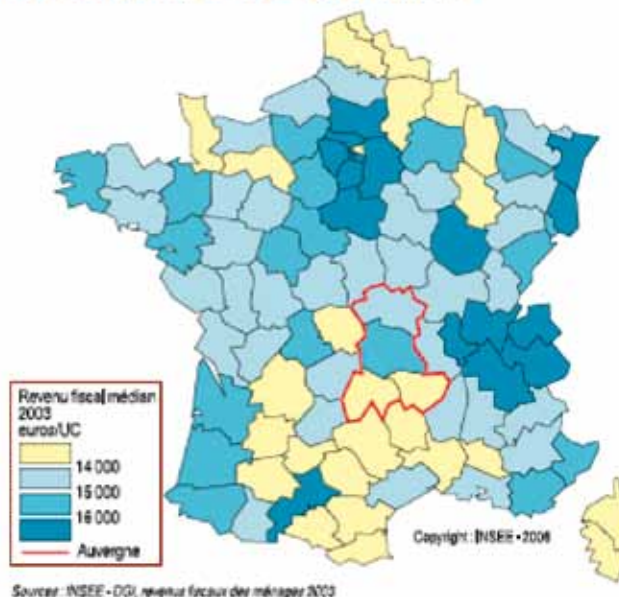 Revenu fiscal médian
2003
euros/UC
14 000
15 000
16 000
Auvergne
Copyright : INSEE - 2006
Sources : INSEE - DGI, revenus fiscaux des ménages 2003